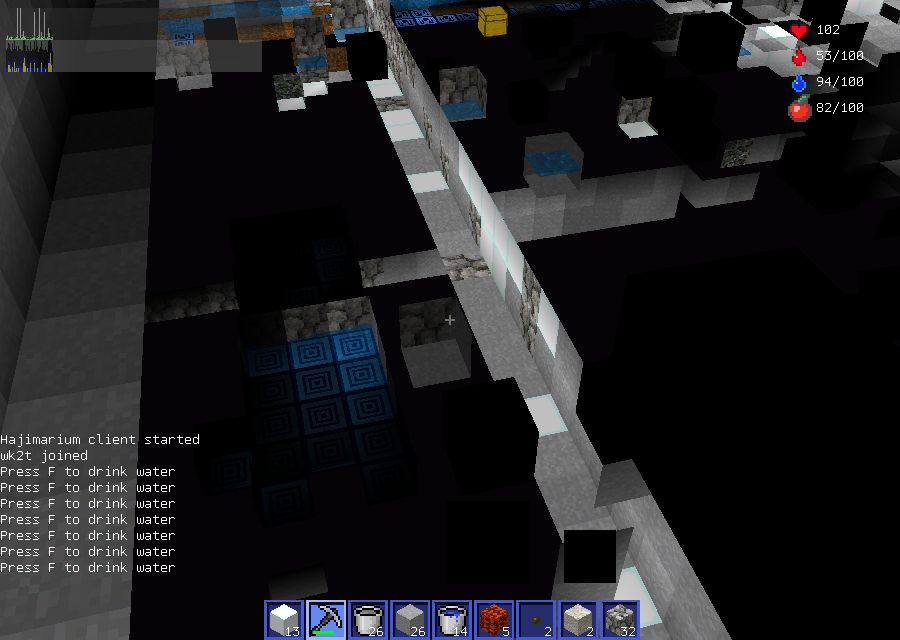 102
53/100
94/100
82/100
Hajimarium client started
wk2t joined
Press F to drink water
Press F to drink water
Press F to drink water
Press F to drink water
Press F to drink water
Press F to drink water
Press F to drink water
13 26 26 14 5 2 2 32